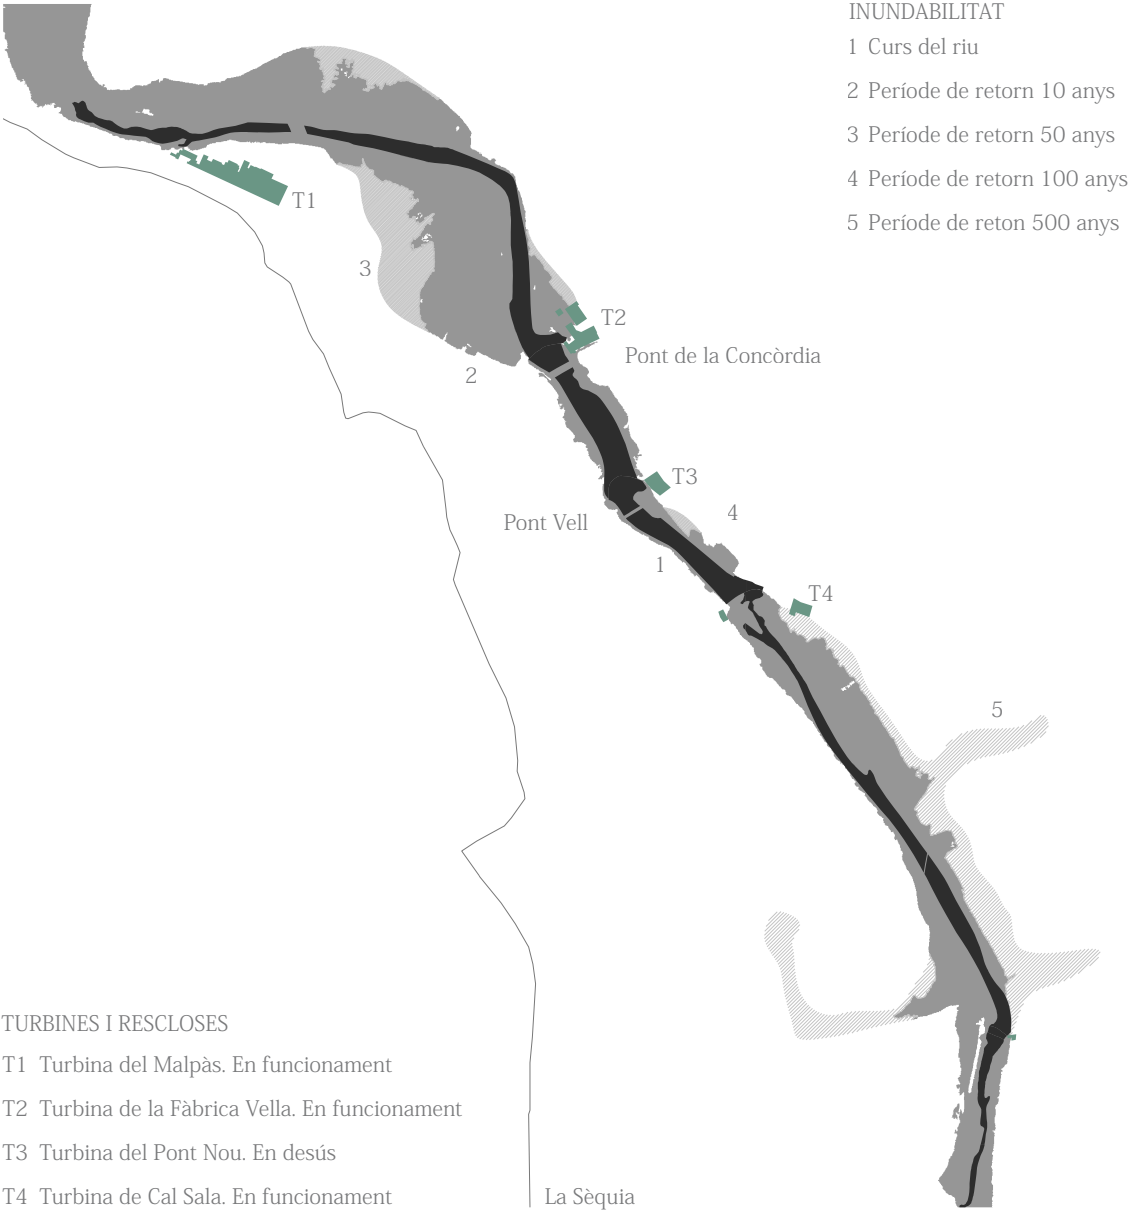 INUNDABILITAT
1 Curs del riu
2 Període de retorn 10 anys
3 Període de retorn 50 anys
4 Període de retorn 100 anys
5 Període de reton 500 anys
T1
3
T2
Pont de la Concòrdia
2
T3
4
Pont Vell
1
T4
5
TURBINES I RESCLOSES
T1 Turbina del Malpàs. En funcionament
T2 Turbina de la Fàbrica Vella. En funcionament
T3 Turbina del Pont Nou. En desús
T4 Turbina de Cal Sala. En funcionament
La Sèquia